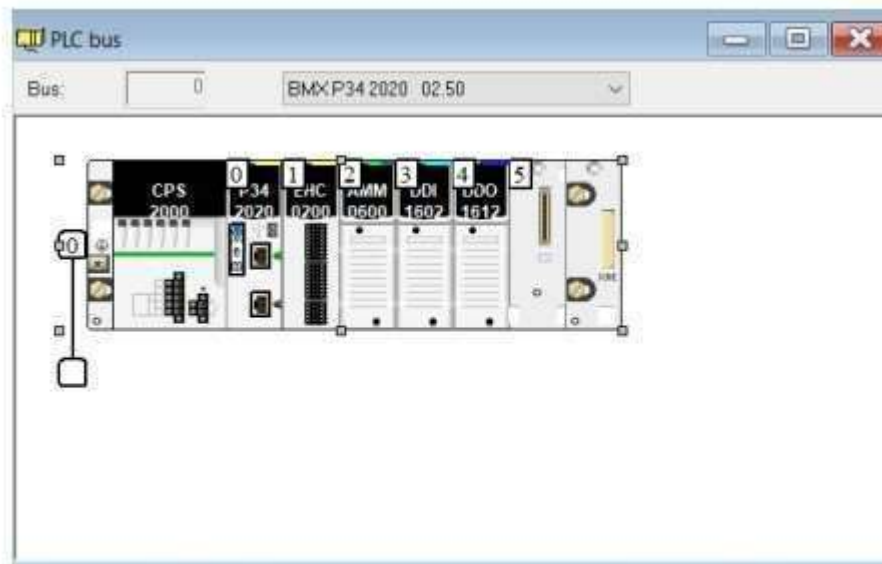 PLC bus
Bus: 0 BMX P34 2020 02.50
0 1 2 3 4 5
CPS P34 EHC AMM DDI DDO
2000 2020 0200 0600 1602 1612
0